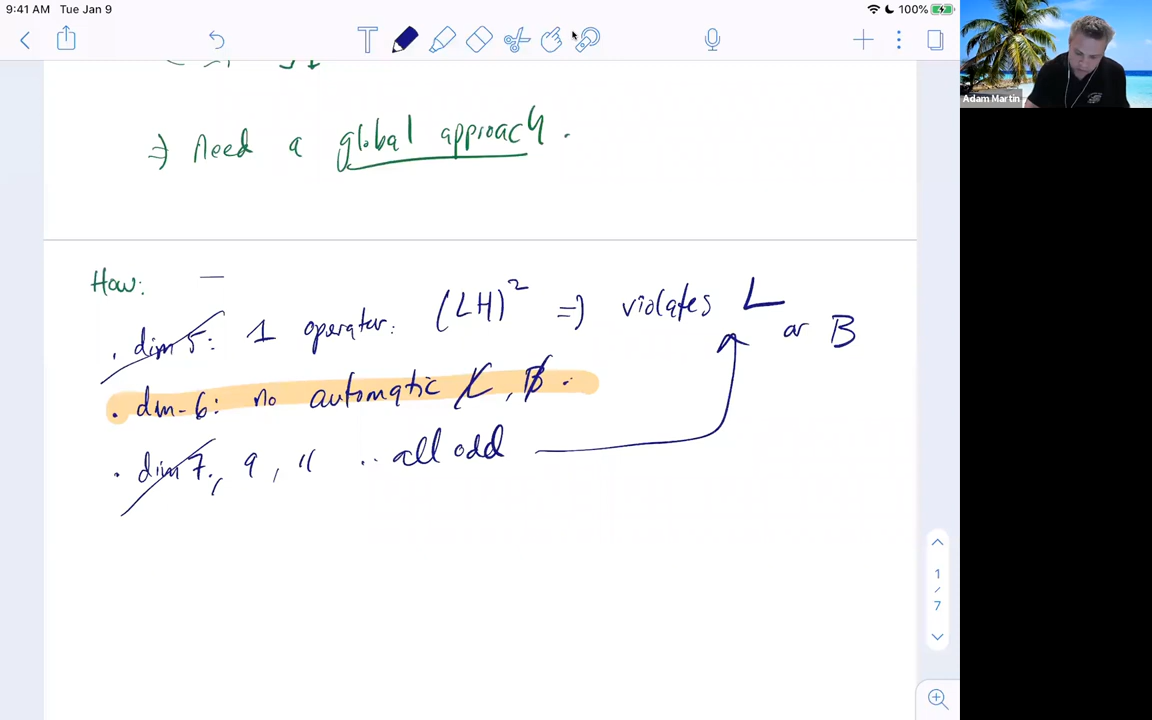 9:41 AM Tue Jan 9
100%
T
Adam Martin
⇒ Need a global approach.
How:
. dim 5: 1 operator: (LH)² ⇒ violates L
or B
. dim-6: no automatic L, B.
. dim 7, 9, 11 .. all odd
1
/
7